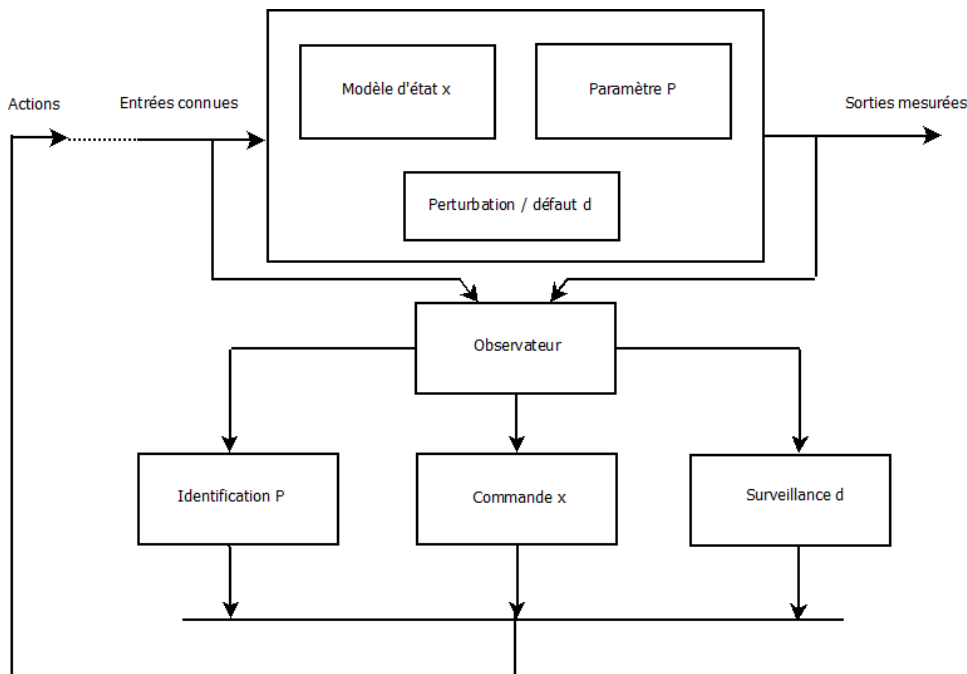 Modèle d'état x
Paramètre P
Actions
Entrées connues
Sorties mesurées
Perturbation / défaut d
Observateur
Identification P
Commande x
Surveillance d